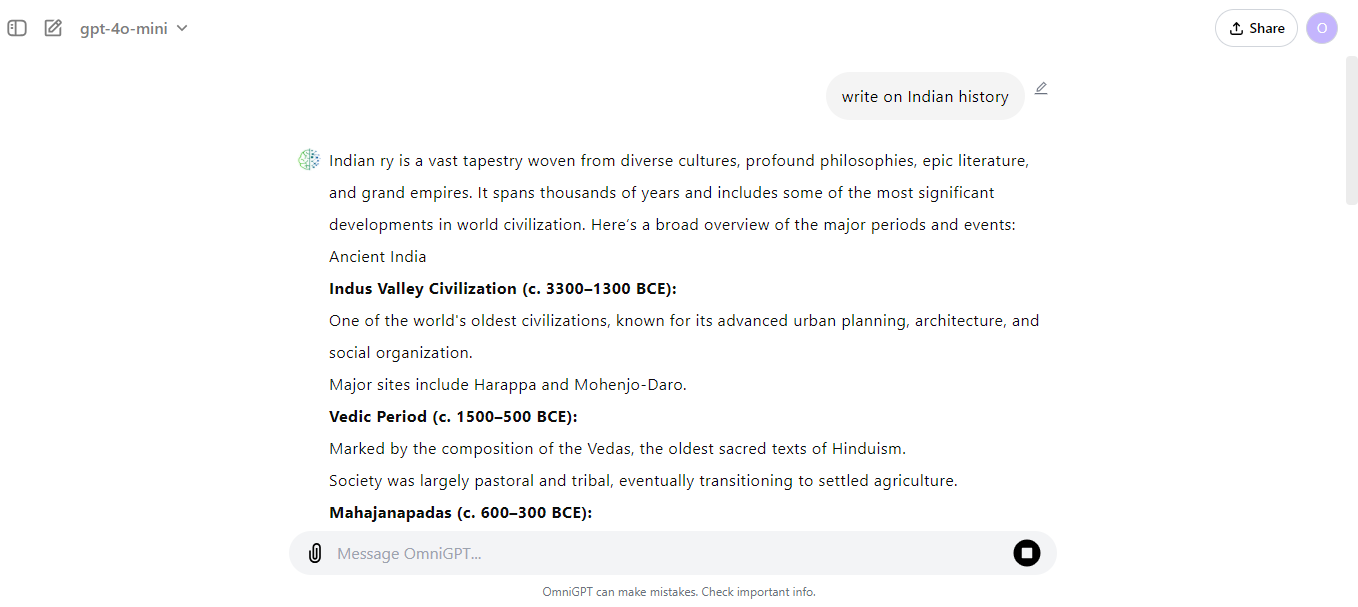 gpt-4o-mini
Share
O
write on Indian history
Indian ry is a vast tapestry woven from diverse cultures, profound philosophies, epic literature,
and grand empires. It spans thousands of years and includes some of the most significant
developments in world civilization. Here’s a broad overview of the major periods and events:
Ancient India
Indus Valley Civilization (c. 3300–1300 BCE):
One of the world's oldest civilizations, known for its advanced urban planning, architecture, and
social organization.
Major sites include Harappa and Mohenjo-Daro.
Vedic Period (c. 1500–500 BCE):
Marked by the composition of the Vedas, the oldest sacred texts of Hinduism.
Society was largely pastoral and tribal, eventually transitioning to settled agriculture.
Mahajanapadas (c. 600–300 BCE):
Message OmniGPT...
OmniGPT can make mistakes. Check important info.